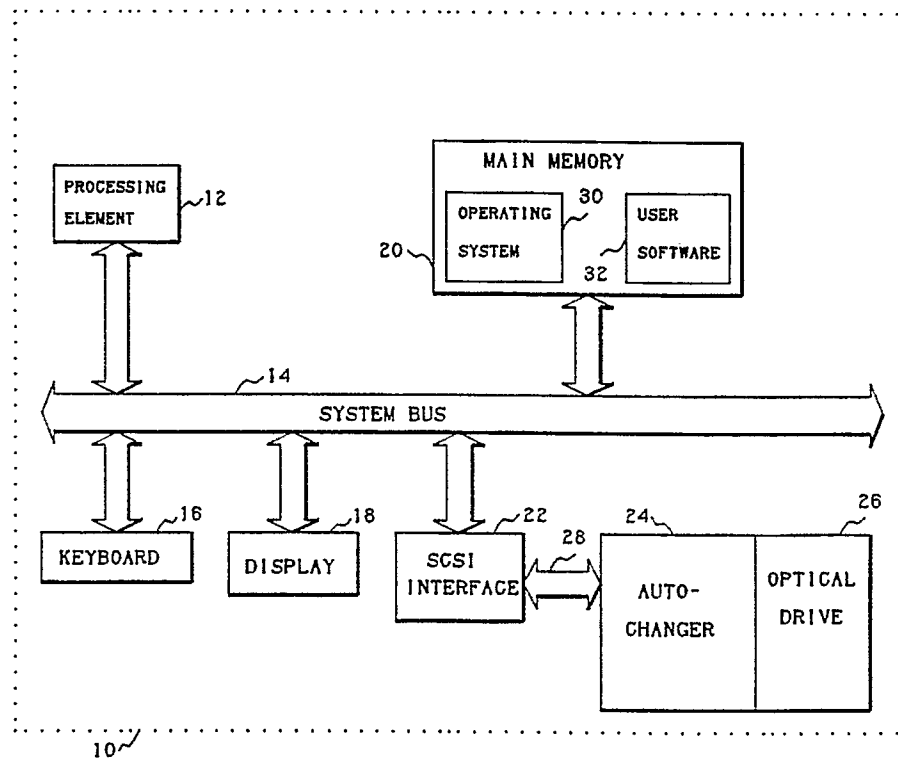 MAIN MEMORY
PROCESSING
ELEMENT
12
OPERATING
SYSTEM
30
USER
SOFTWARE
20
32
14
SYSTEM BUS
16
KEYBOARD
18
DISPLAY
22
SCSI
INTERFACE
28
24
AUTO-
CHANGER
26
OPTICAL
DRIVE
10